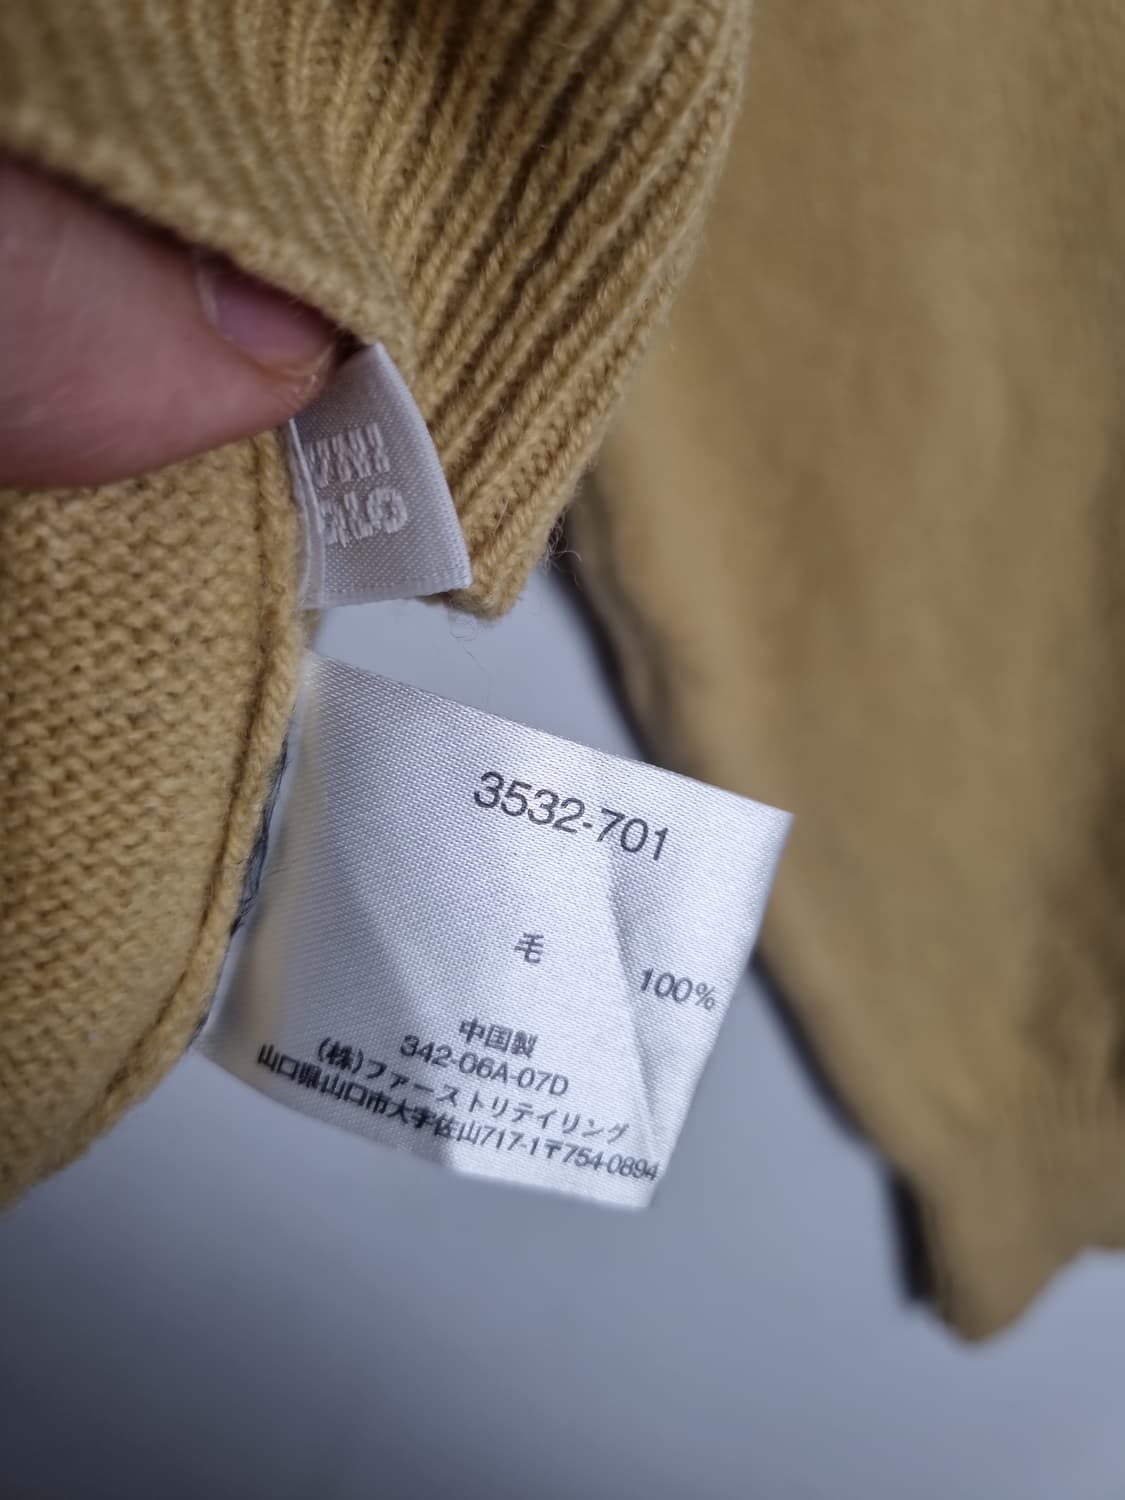 3532-701
毛 100%
中国製
342-06A-07D
(株)ファーストリテイリング
山口県山口市大字佐山717-1〒754-0894